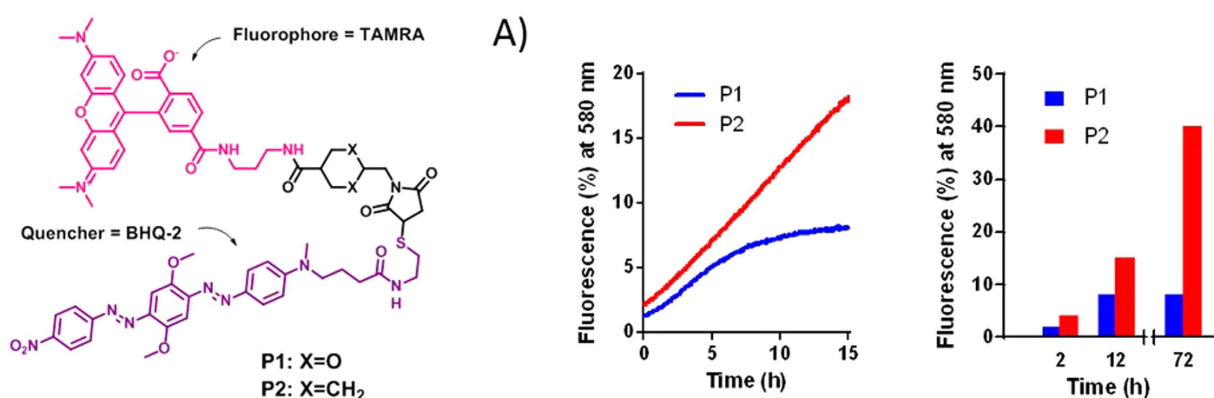 Fluorophore = TAMRA
N
N
O
O
O-
O
NH
NH
O
X
X
N
O
O
S
O
N
H
N
Quencher = BHQ-2
O
O
N
N
N
N
O2N
P1: X=O
P2: X=CH2
A)
Fluorescence (%) at 580 nm
20
15
10
5
0
P1
P2
0 5 10 15
Time (h)
Fluorescence (%) at 580 nm
50
40
30
20
10
0
P1
P2
2 12 72
Time (h)